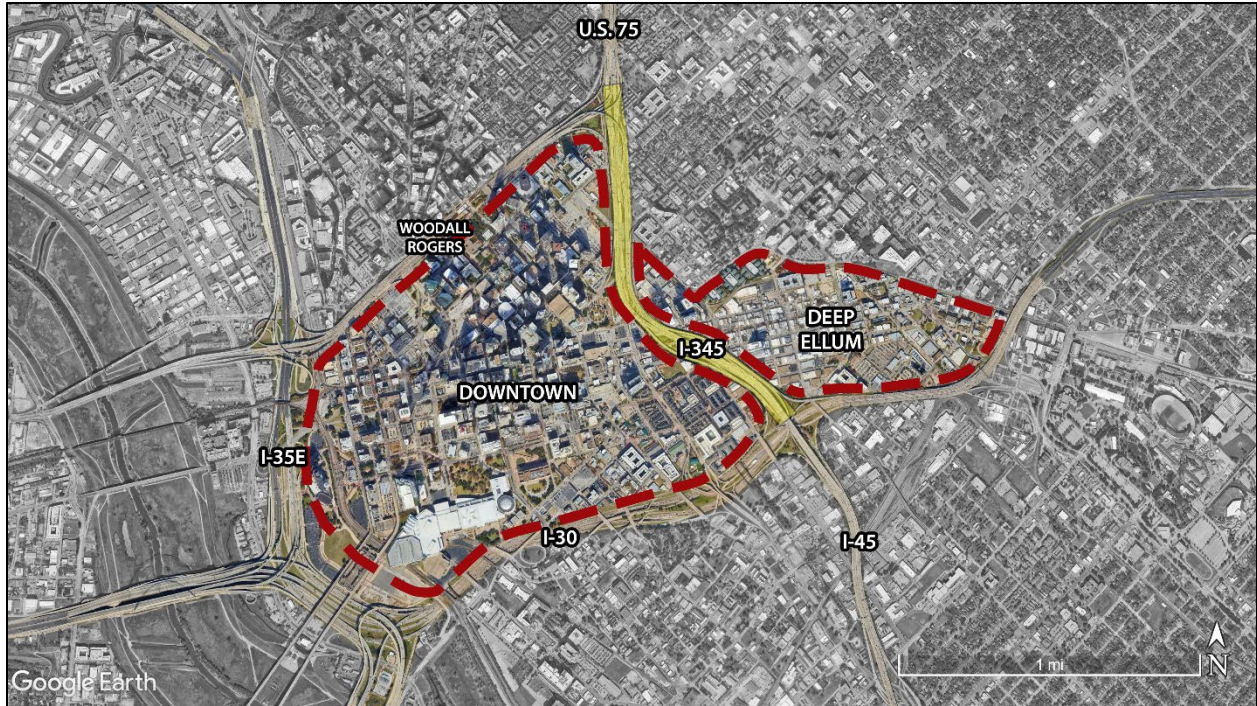 U.S. 75
WOODALL
ROGERS
DEEP
ELLUM
I-345
DOWNTOWN
I-35E
I-30
I-45
1 mi
N
Google Earth